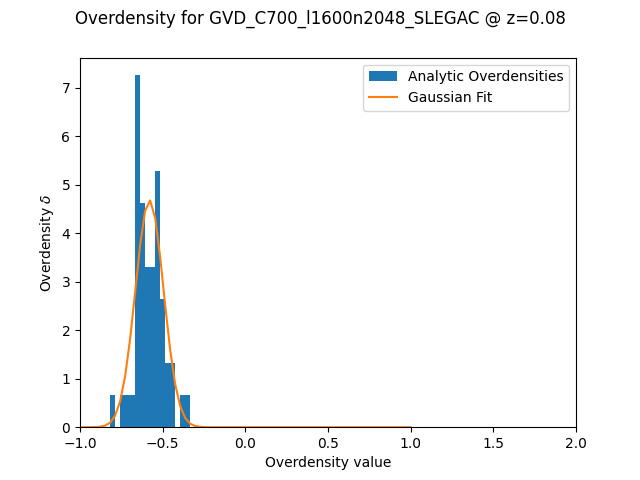 Overdensity for GVD_C700_l1600n2048_SLEGAC @ z=0.08
Analytic Overdensities
Gaussian Fit
Overdensity δ
7
6
5
4
3
2
1
0
−1.0 −0.5 0.0 0.5 1.0 1.5 2.0
Overdensity value